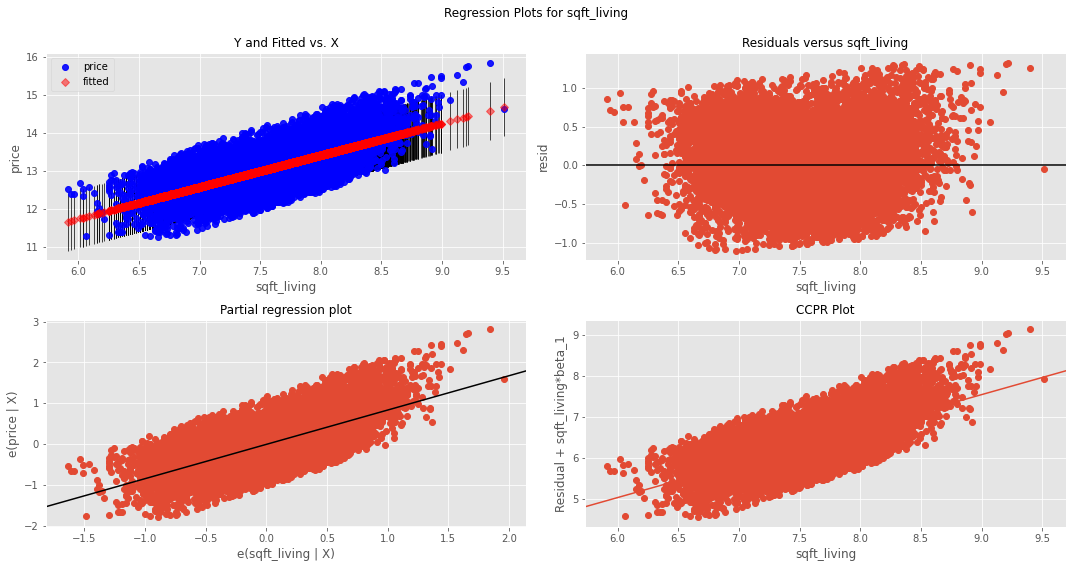 Regression Plots for sqft_living
Y and Fitted vs. X
price
fitted
16
15
14
13
12
11
price
6.0 6.5 7.0 7.5 8.0 8.5 9.0 9.5
sqft_living
Residuals versus sqft_living
1.0
0.5
0.0
−0.5
−1.0
resid
6.0 6.5 7.0 7.5 8.0 8.5 9.0 9.5
sqft_living
Partial regression plot
3
2
1
0
−1
−2
e(price | X)
−1.5 −1.0 −0.5 0.0 0.5 1.0 1.5 2.0
e(sqft_living | X)
CCPR Plot
9
8
7
6
5
Residual + sqft_living*beta_1
6.0 6.5 7.0 7.5 8.0 8.5 9.0 9.5
sqft_living